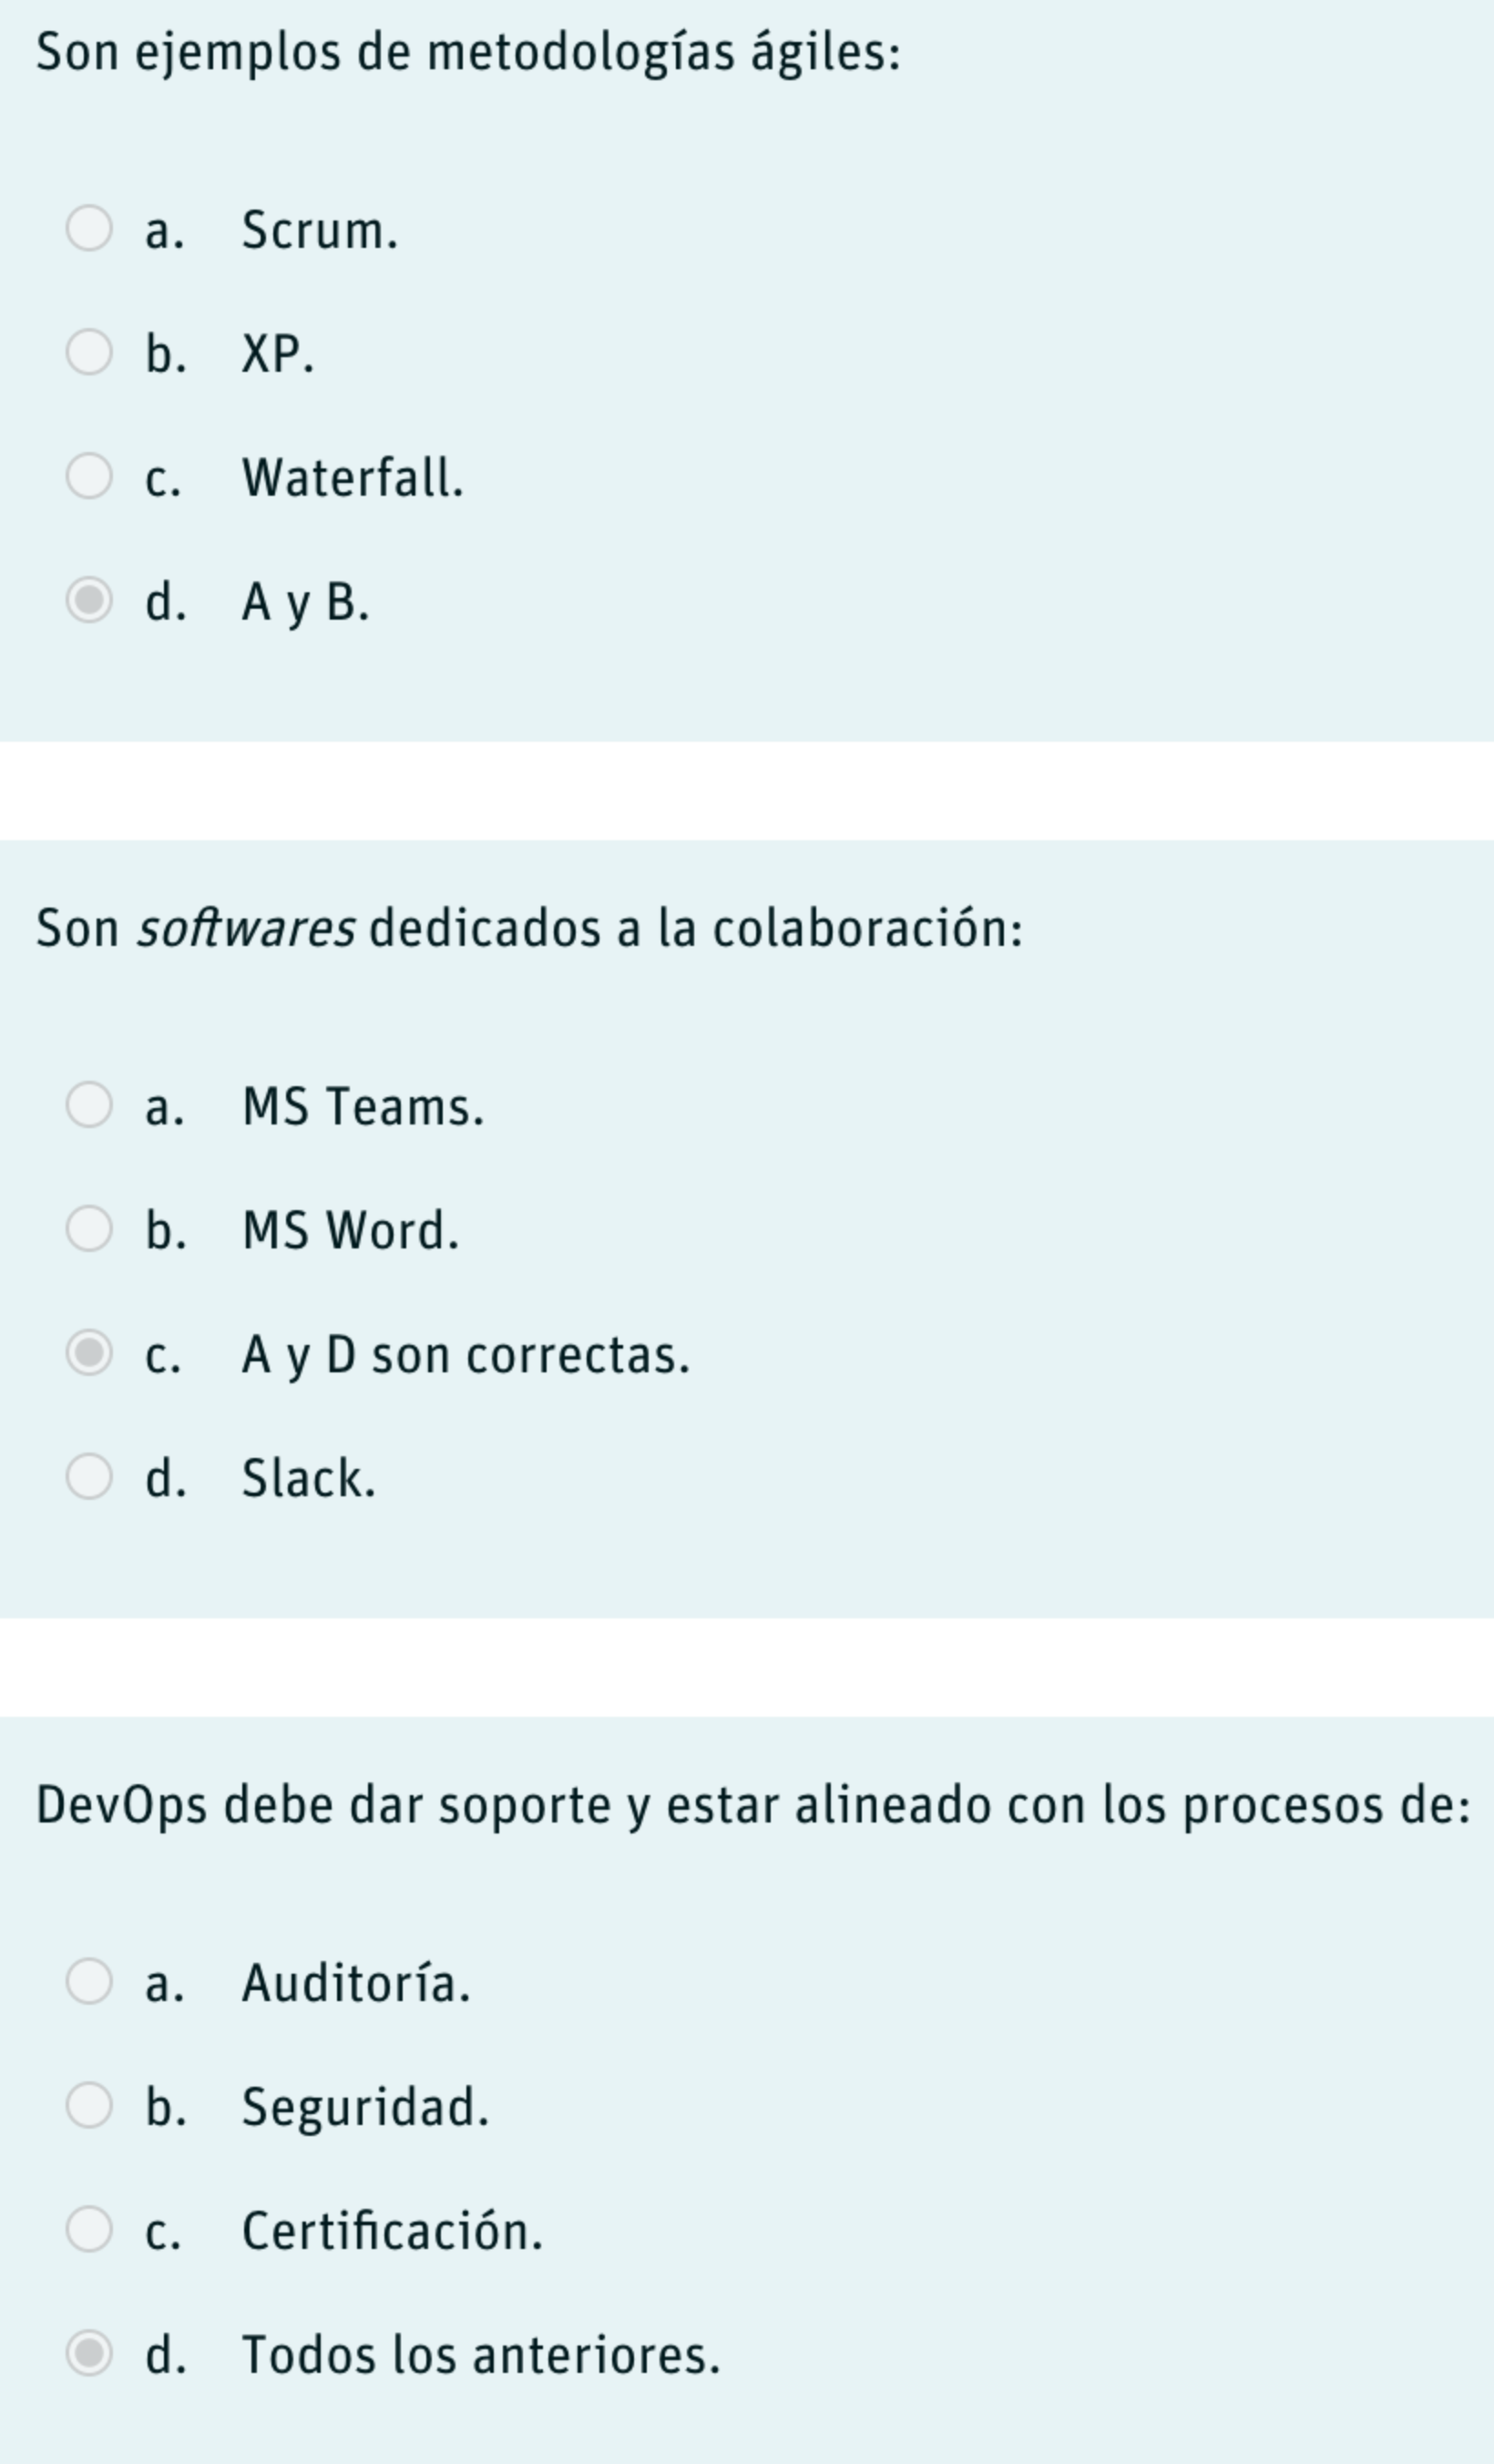 Son ejemplos de metodologías ágiles:
a. Scrum.
b. XP.
c. Waterfall.
d. A y B.
Son softwares dedicados a la colaboración:
a. MS Teams.
b. MS Word.
c. A y D son correctas.
d. Slack.
DevOps debe dar soporte y estar alineado con los procesos de:
a. Auditoría.
b. Seguridad.
c. Certificación.
d. Todos los anteriores.